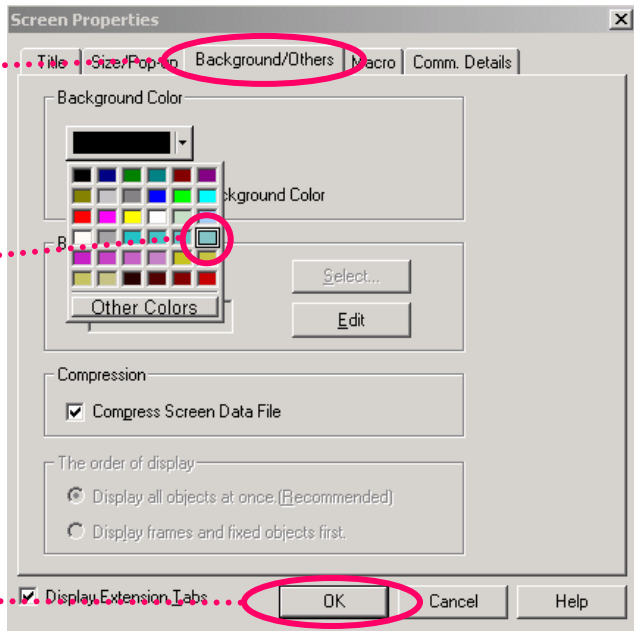 Screen Properties
Title Size/Pop-up Background/Others Macro Comm. Details
Background Color
kground Color
B
Select...
Other Colors
Edit
Compression
Compress Screen Data File
The order of display
Display all objects at once.(Recommended)
Display frames and fixed objects first.
Display Extension Tabs OK Cancel Help